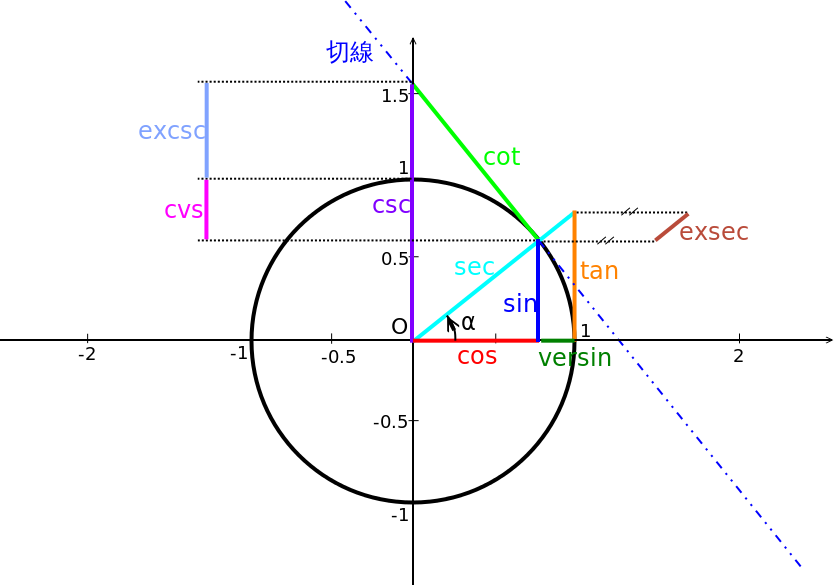 切線
1.5
excsc
cot
1
cvs
csc
exsec
0.5
sec
tan
sin
O
α
1
-2
-1
-0.5
cos
versin
2
-0.5
-1